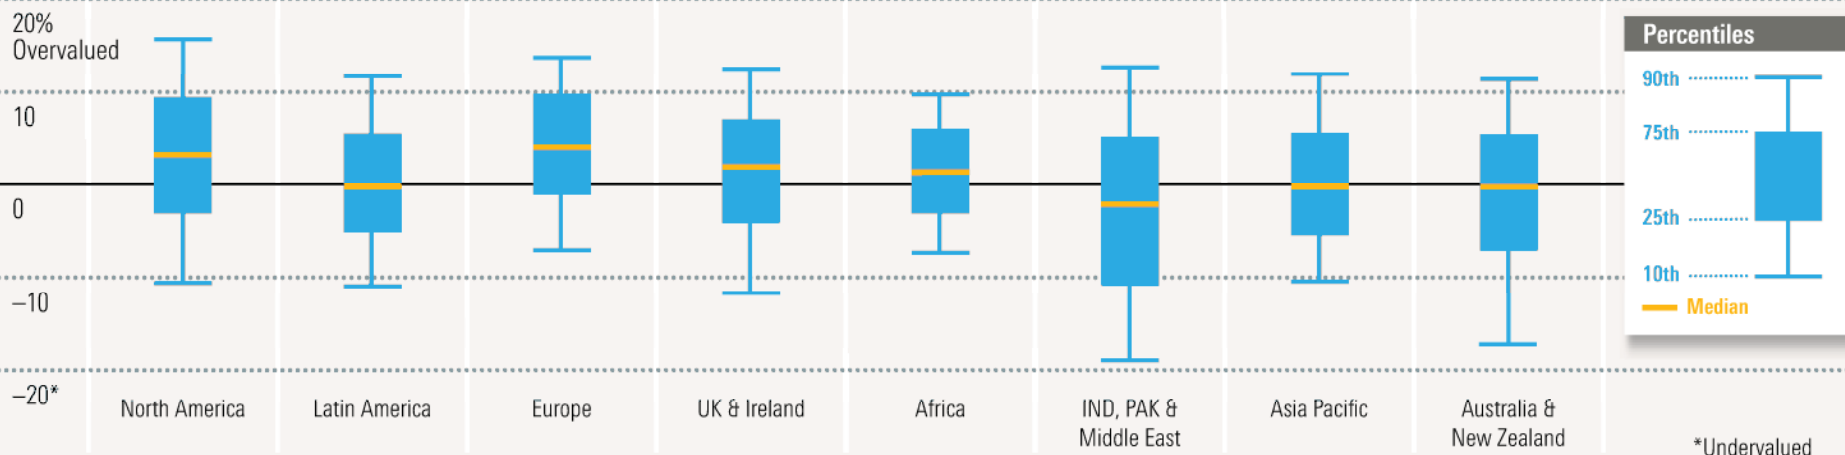 20%
Overvalued
10
0
–10
–20*
North America
Latin America
Europe
UK & Ireland
Africa
IND, PAK &
Middle East
Asia Pacific
Australia &
New Zealand
Percentiles
90th
75th
25th
10th
Median
*Undervalued